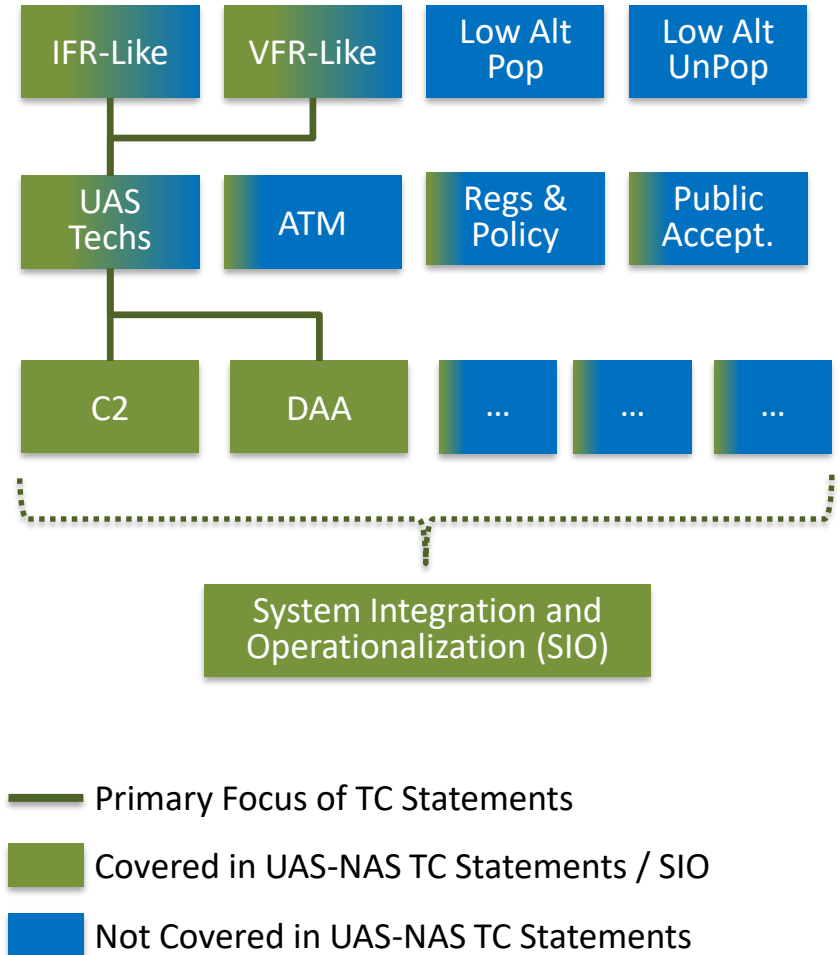 IFR-Like
VFR-Like
Low Alt
Pop
Low Alt
UnPop
UAS
Techs
ATM
Regs &
Policy
Public
Accept.
C2
DAA
...
...
...
System Integration and
Operationalization (SIO)
Primary Focus of TC Statements
Covered in UAS-NAS TC Statements / SIO
Not Covered in UAS-NAS TC Statements